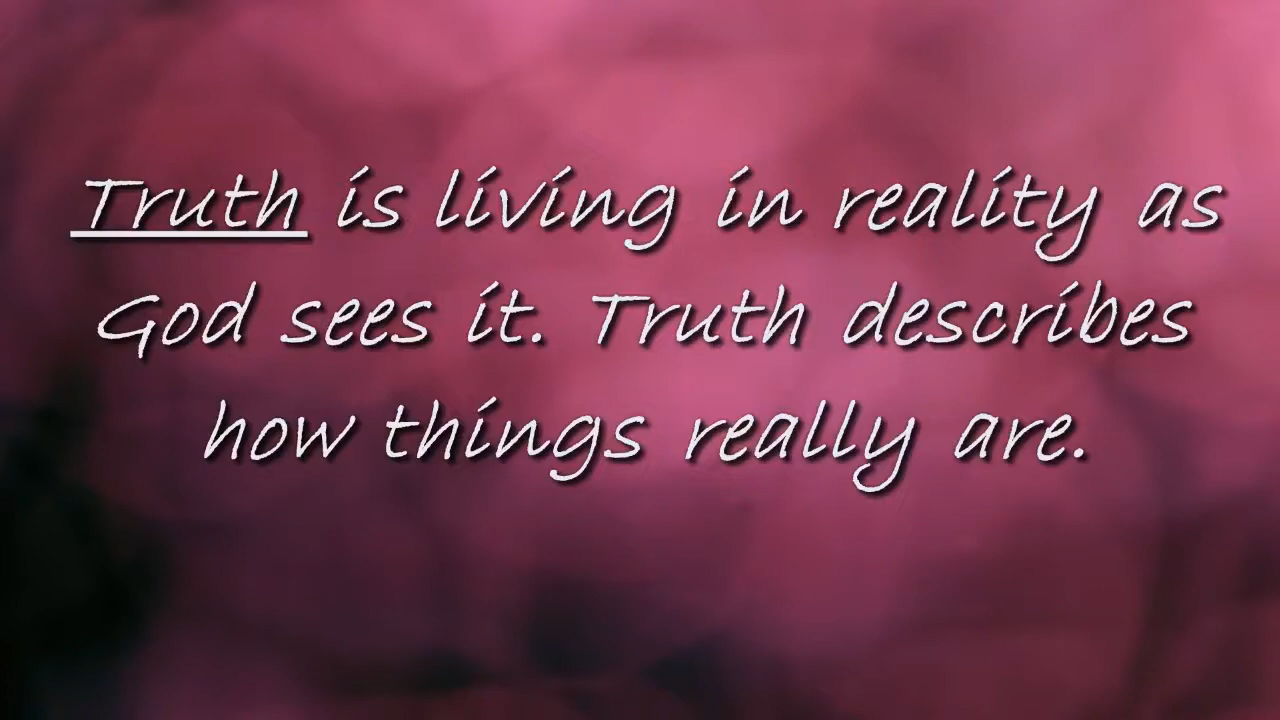 Truth is living in reality as
God sees it. Truth describes
how things really are.